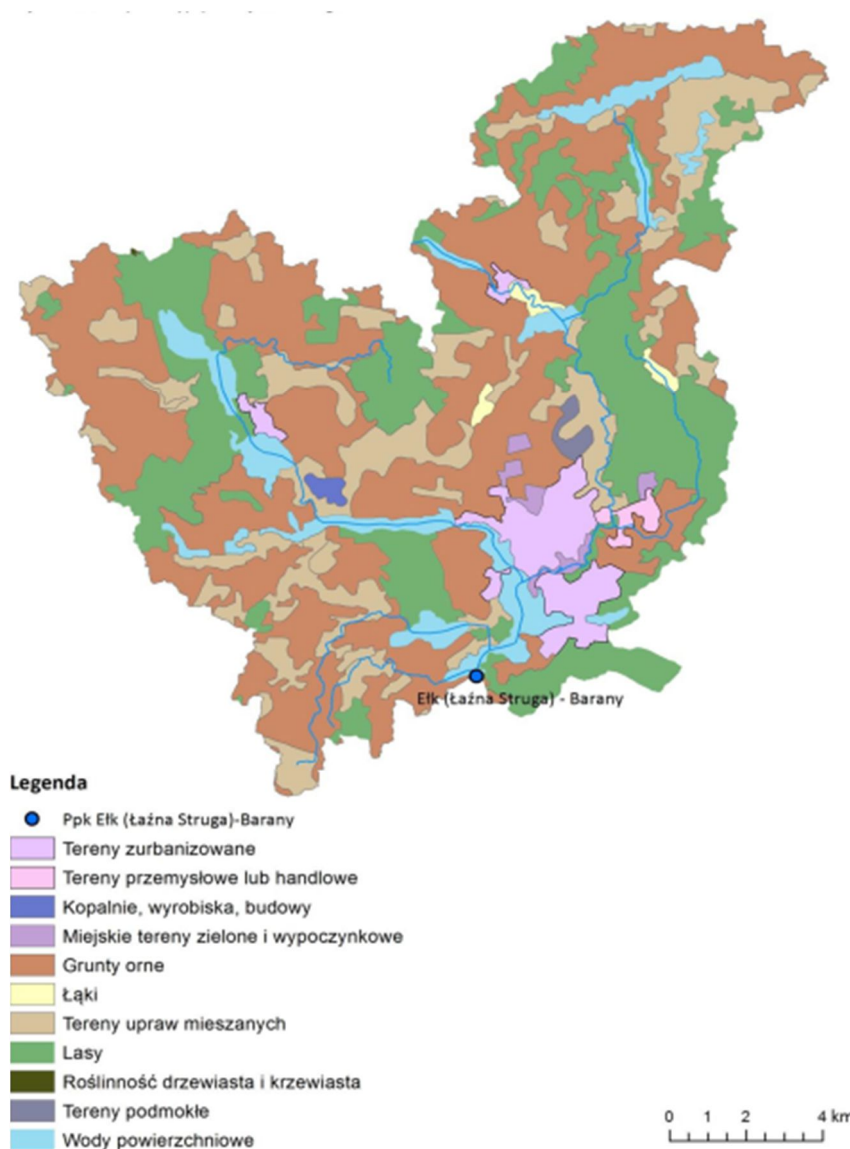 Ełk (Łaźna Struga) - Barany
Legenda
Ppk Ełk (Łaźna Struga)-Barany
Tereny zurbanizowane
Tereny przemysłowe lub handlowe
Kopalnie, wyrobiska, budowy
Miejskie tereny zielone i wypoczynkowe
Grunty orne
Łąki
Tereny upraw mieszanych
Lasy
Roślinność drzewiasta i krzewiasta
Tereny podmokłe
Wody powierzchniowe
0 1 2 4 km